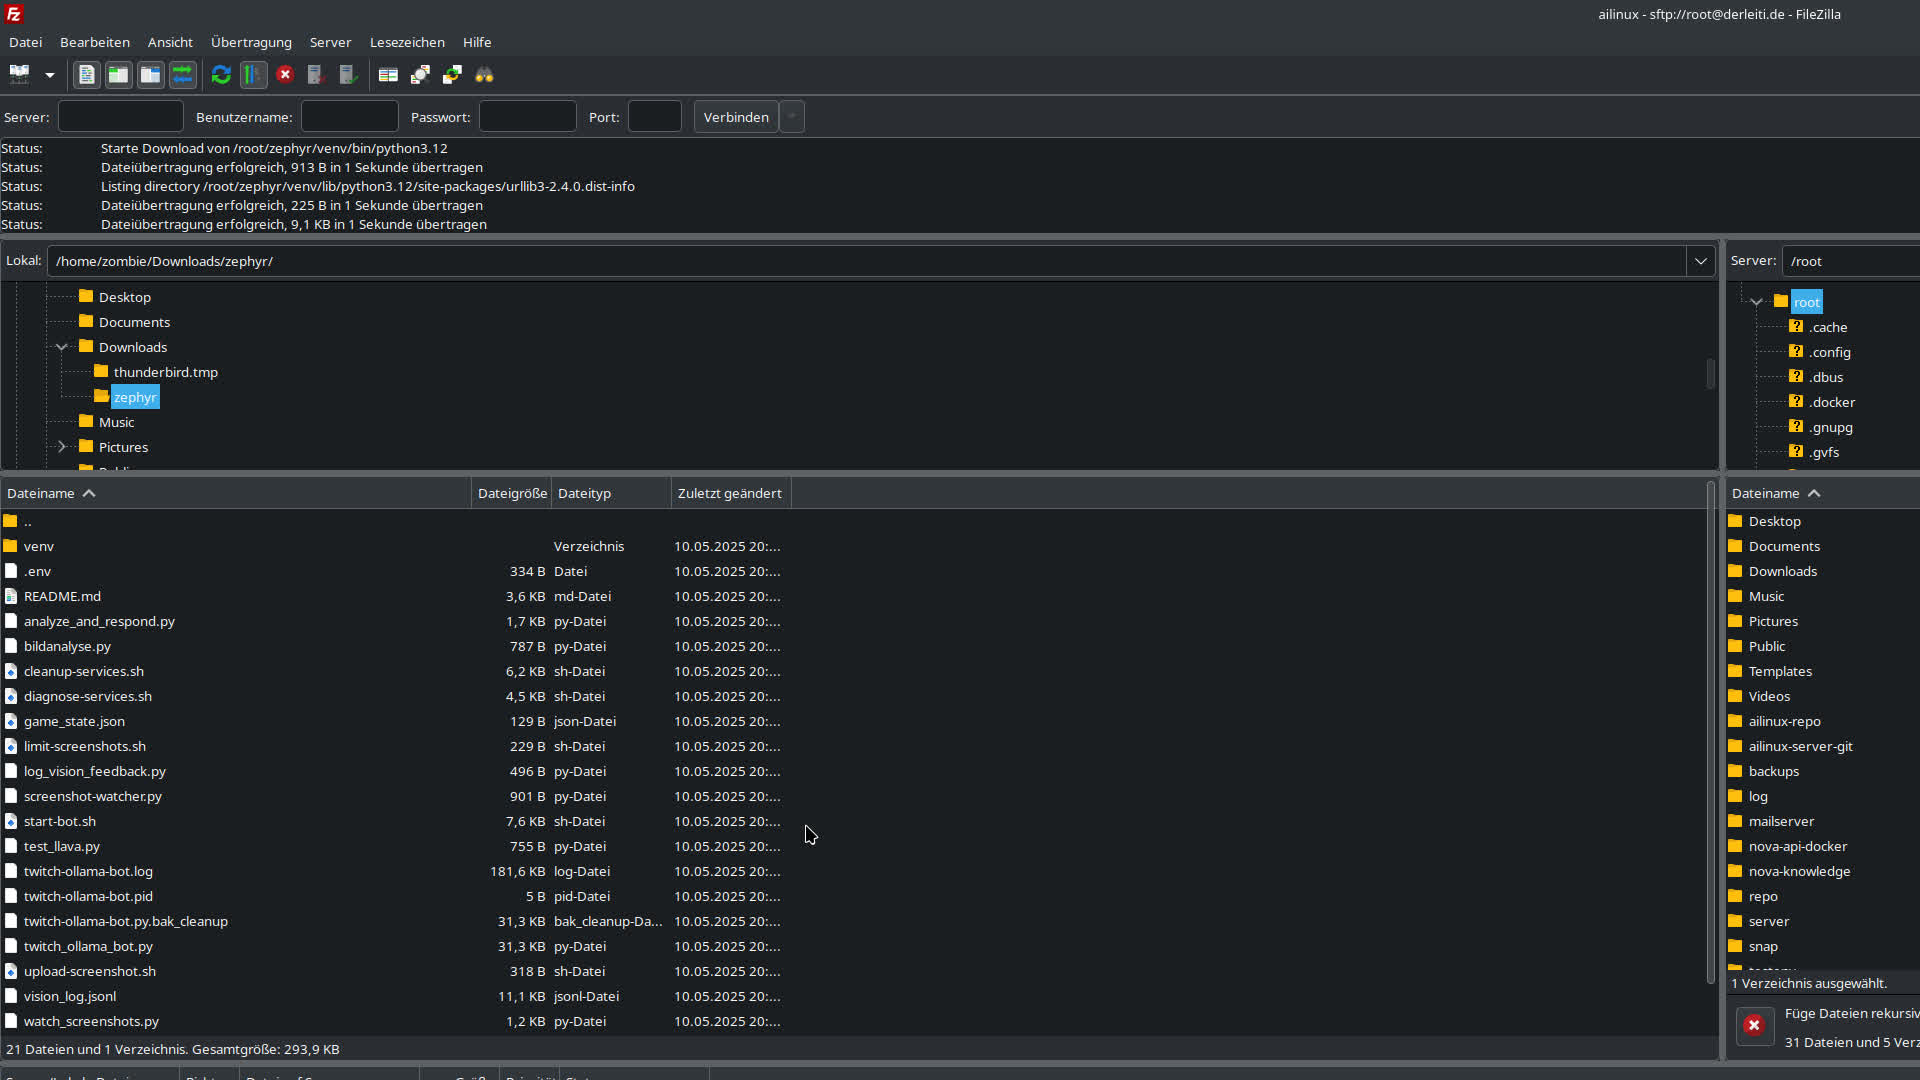 ailinux - sftp://root@derleiti.de - FileZilla
Datei Bearbeiten Ansicht Übertragung Server Lesezeichen Hilfe
Server: Benutzername: Passwort: Port: Verbinden
Status: Starte Download von /root/zephyr/venv/bin/python3.12
Status: Dateiübertragung erfolgreich, 913 B in 1 Sekunde übertragen
Status: Listing directory /root/zephyr/venv/lib/python3.12/site-packages/urllib3-2.4.0.dist-info
Status: Dateiübertragung erfolgreich, 225 B in 1 Sekunde übertragen
Status: Dateiübertragung erfolgreich, 9,1 KB in 1 Sekunde übertragen
Lokal: /home/zombie/Downloads/zephyr/
Desktop
Documents
Downloads
thunderbird.tmp
zephyr
Music
Pictures
Dateiname Dateigröße Dateityp Zuletzt geändert
..
venv Verzeichnis 10.05.2025 20:...
.env 334 B Datei 10.05.2025 20:...
README.md 3,6 KB md-Datei 10.05.2025 20:...
analyze_and_respond.py 1,7 KB py-Datei 10.05.2025 20:...
bildanalyse.py 787 B py-Datei 10.05.2025 20:...
cleanup-services.sh 6,2 KB sh-Datei 10.05.2025 20:...
diagnose-services.sh 4,5 KB sh-Datei 10.05.2025 20:...
game_state.json 129 B json-Datei 10.05.2025 20:...
limit-screenshots.sh 229 B sh-Datei 10.05.2025 20:...
log_vision_feedback.py 496 B py-Datei 10.05.2025 20:...
screenshot-watcher.py 901 B py-Datei 10.05.2025 20:...
start-bot.sh 7,6 KB sh-Datei 10.05.2025 20:...
test_llava.py 755 B py-Datei 10.05.2025 20:...
twitch-ollama-bot.log 181,6 KB log-Datei 10.05.2025 20:...
twitch-ollama-bot.pid 5 B pid-Datei 10.05.2025 20:...
twitch-ollama-bot.py.bak_cleanup 31,3 KB bak_cleanup-Da... 10.05.2025 20:...
twitch_ollama_bot.py 31,3 KB py-Datei 10.05.2025 20:...
upload-screenshot.sh 318 B sh-Datei 10.05.2025 20:...
vision_log.jsonl 11,1 KB jsonl-Datei 10.05.2025 20:...
watch_screenshots.py 1,2 KB py-Datei 10.05.2025 20:...
21 Dateien und 1 Verzeichnis. Gesamtgröße: 293,9 KB
Server: /root
root
.cache
.config
.dbus
.docker
.gnupg
.gvfs
Dateiname
Desktop
Documents
Downloads
Music
Pictures
Public
Templates
Videos
ailinux-repo
ailinux-server-git
backups
log
mailserver
nova-api-docker
nova-knowledge
repo
server
snap
1 Verzeichnis ausgewählt.
Füge Dateien rekursiv
31 Dateien und 5 Verz